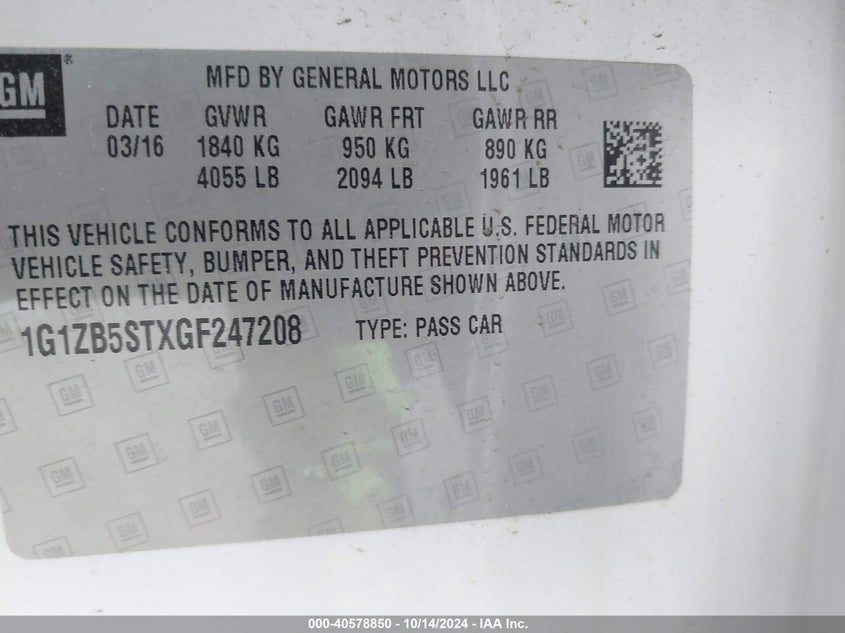 GM ®
MFD BY GENERAL MOTORS LLC
DATE GVWR GAWR FRT GAWR RR
03/16 1840 KG 950 KG 890 KG
4055 LB 2094 LB 1961 LB
THIS VEHICLE CONFORMS TO ALL APPLICABLE U.S. FEDERAL MOTOR
VEHICLE SAFETY, BUMPER, AND THEFT PREVENTION STANDARDS IN
EFFECT ON THE DATE OF MANUFACTURE SHOWN ABOVE.
1G1ZB5STXGF247208 TYPE: PASS CAR
000-40578850 - 10/14/2024 - IAA Inc.